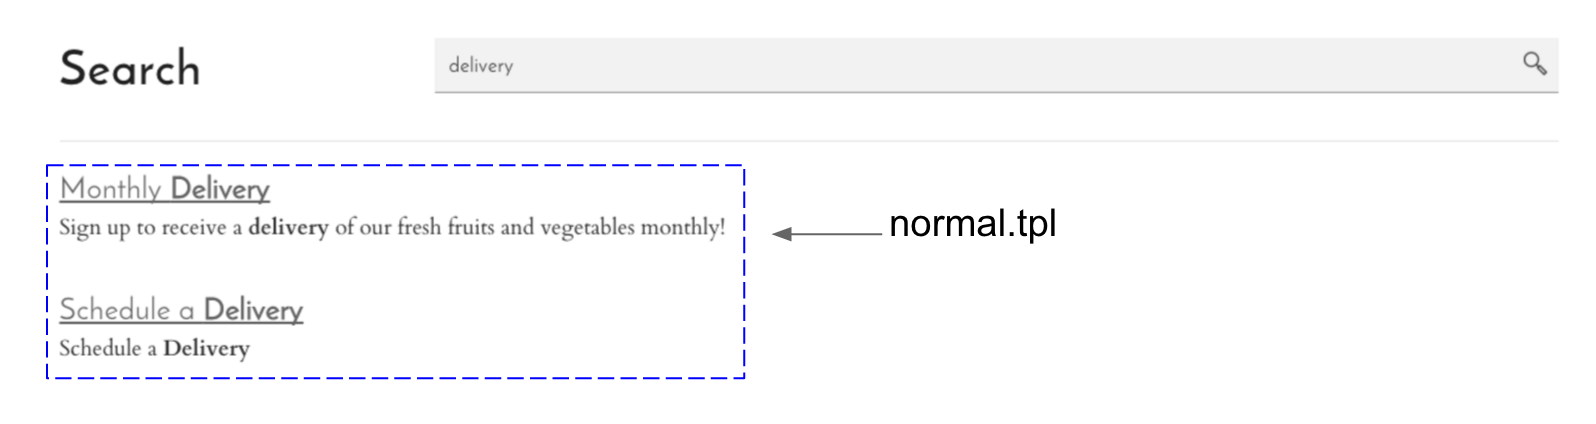 Search
delivery
Monthly Delivery
Sign up to receive a delivery of our fresh fruits and vegetables monthly!
normal.tpl
Schedule a Delivery
Schedule a Delivery